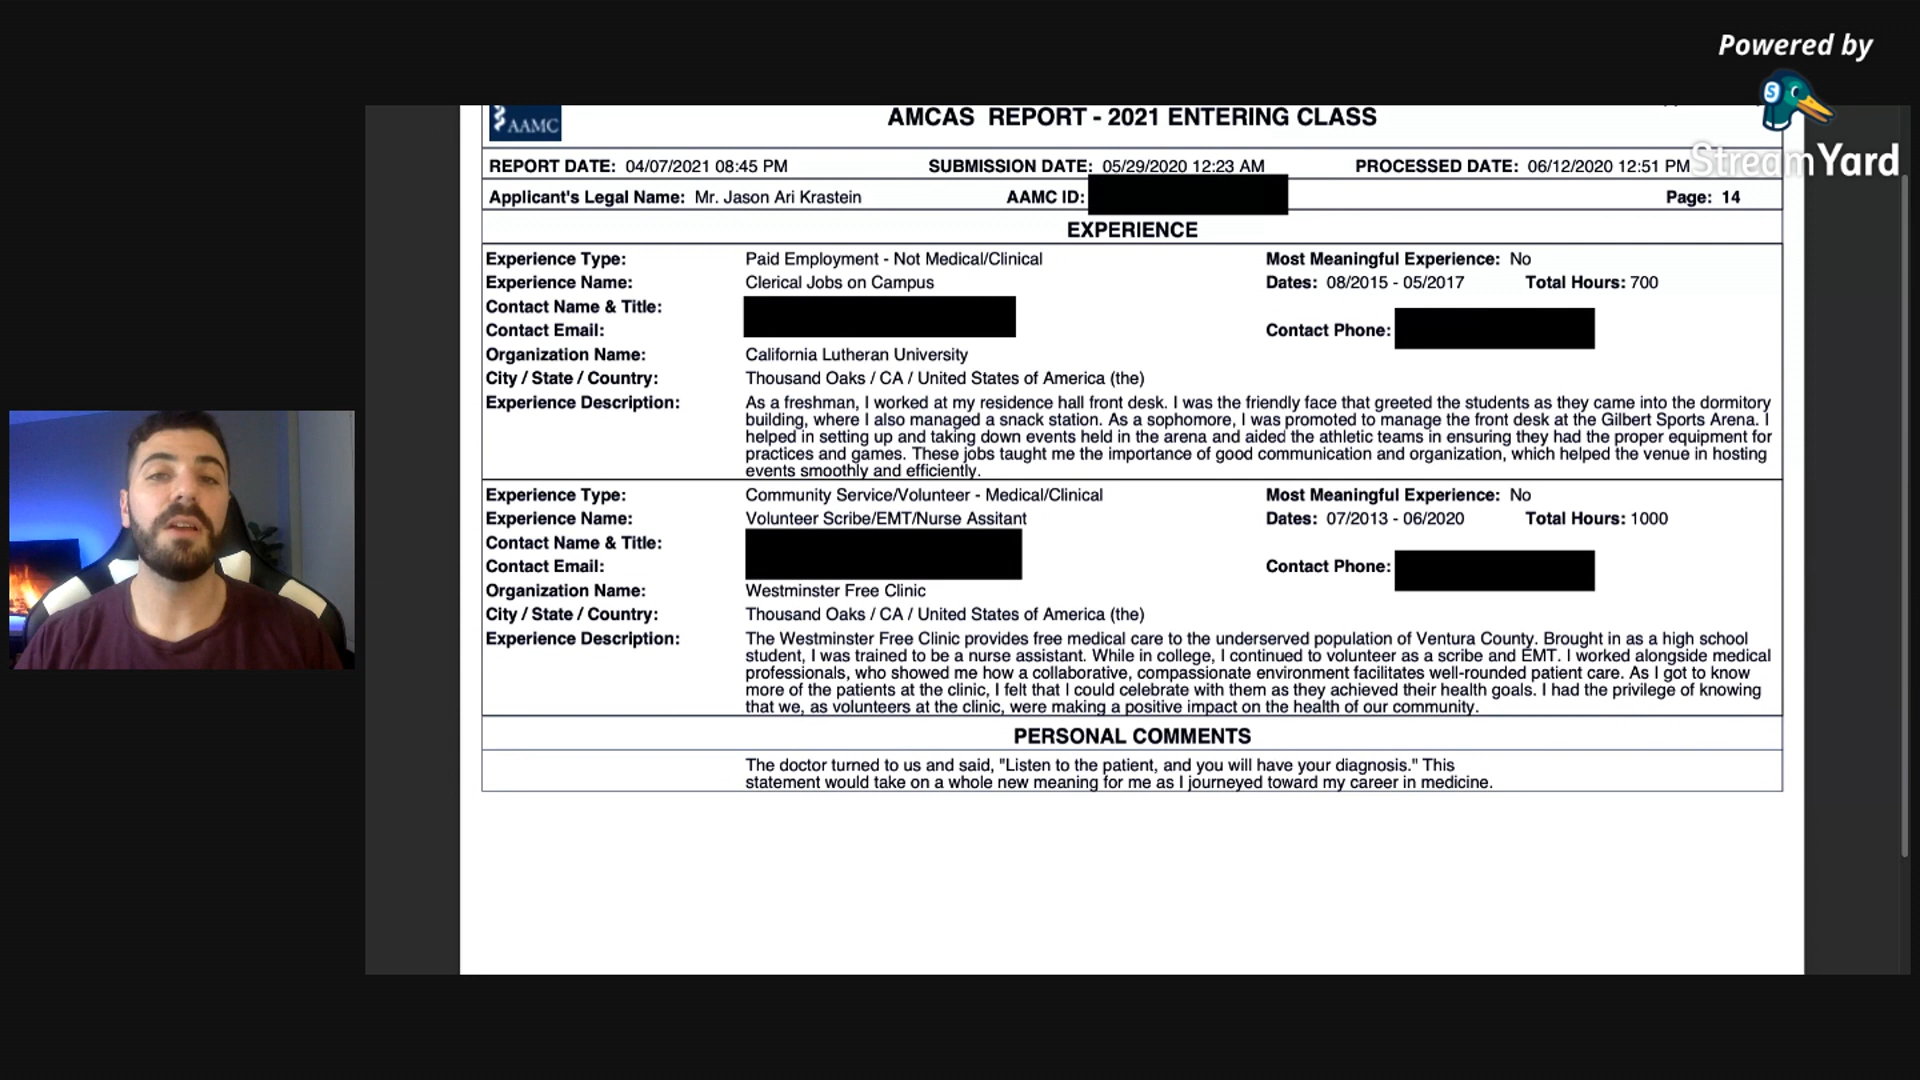 Powered by
StreamYard
AAMC
AMCAS REPORT - 2021 ENTERING CLASS
REPORT DATE: 04/07/2021 08:45 PM SUBMISSION DATE: 05/29/2020 12:23 AM PROCESSED DATE: 06/12/2020 12:51 PM
Applicant's Legal Name: Mr. Jason Ari Krastein AAMC ID: Page: 14
EXPERIENCE
Experience Type: Paid Employment - Not Medical/Clinical Most Meaningful Experience: No
Experience Name: Clerical Jobs on Campus Dates: 08/2015 - 05/2017 Total Hours: 700
Contact Name & Title:
Contact Email: Contact Phone:
Organization Name: California Lutheran University
City / State / Country: Thousand Oaks / CA / United States of America (the)
Experience Description: As a freshman, I worked at my residence hall front desk. I was the friendly face that greeted the students as they came into the dormitory
building, where I also managed a snack station. As a sophomore, I was promoted to manage the front desk at the Gilbert Sports Arena. I
helped in setting up and taking down events held in the arena and aided the athletic teams in ensuring they had the proper equipment for
practices and games. These jobs taught me the importance of good communication and organization, which helped the venue in hosting
events smoothly and efficiently.
Experience Type: Community Service/Volunteer - Medical/Clinical Most Meaningful Experience: No
Experience Name: Volunteer Scribe/EMT/Nurse Assitant Dates: 07/2013 - 06/2020 Total Hours: 1000
Contact Name & Title:
Contact Email: Contact Phone:
Organization Name: Westminster Free Clinic
City / State / Country: Thousand Oaks / CA / United States of America (the)
Experience Description: The Westminster Free Clinic provides free medical care to the underserved population of Ventura County. Brought in as a high school
student, I was trained to be a nurse assistant. While in college, I continued to volunteer as a scribe and EMT. I worked alongside medical
professionals, who showed me how a collaborative, compassionate environment facilitates well-rounded patient care. As I got to know
more of the patients at the clinic, I felt that I could celebrate with them as they achieved their health goals. I had the privilege of knowing
that we, as volunteers at the clinic, were making a positive impact on the health of our community.
PERSONAL COMMENTS
The doctor turned to us and said, "Listen to the patient, and you will have your diagnosis." This
statement would take on a whole new meaning for me as I journeyed toward my career in medicine.